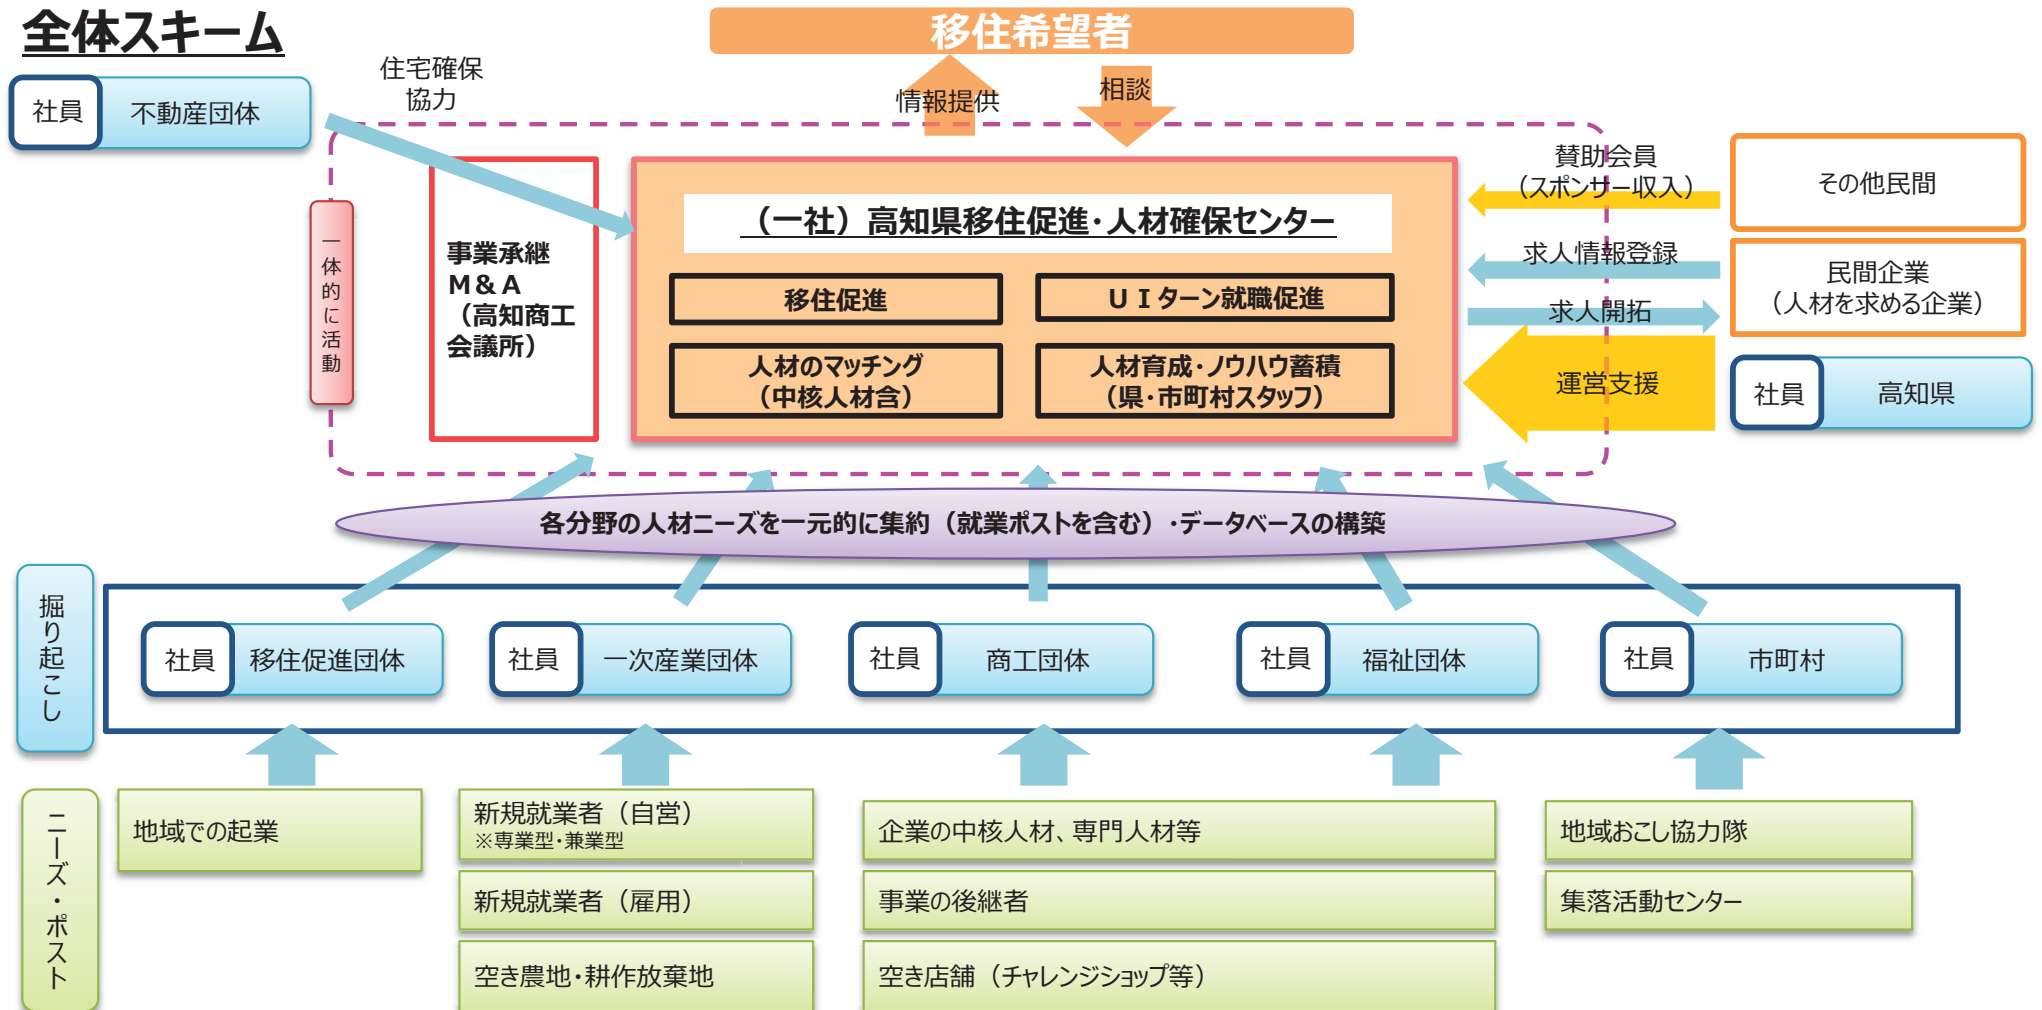 全体スキーム
移住希望者
住宅確保
協力
情報提供
相談
社員
不動産団体
一体的に活動
事業承継
M&A
（高知商工
会議所）
（一社）高知県移住促進・人材確保センター
移住促進
UIターン就職促進
人材のマッチング
（中核人材含）
人材育成・ノウハウ蓄積
（県・市町村スタッフ）
賛助会員
（スポンサー収入）
その他民間
求人情報登録
求人開拓
民間企業
（人材を求める企業）
運営支援
社員
高知県
各分野の人材ニーズを一元的に集約（就業ポストを含む）・データベースの構築
掘り起こし
社員
移住促進団体
社員
一次産業団体
社員
商工団体
社員
福祉団体
社員
市町村
ニーズ・ポスト
地域での起業
新規就業者（自営）
※専業型・兼業型
新規就業者（雇用）
空き農地・耕作放棄地
企業の中核人材、専門人材等
事業の後継者
空き店舗（チャレンジショップ等）
地域おこし協力隊
集落活動センター